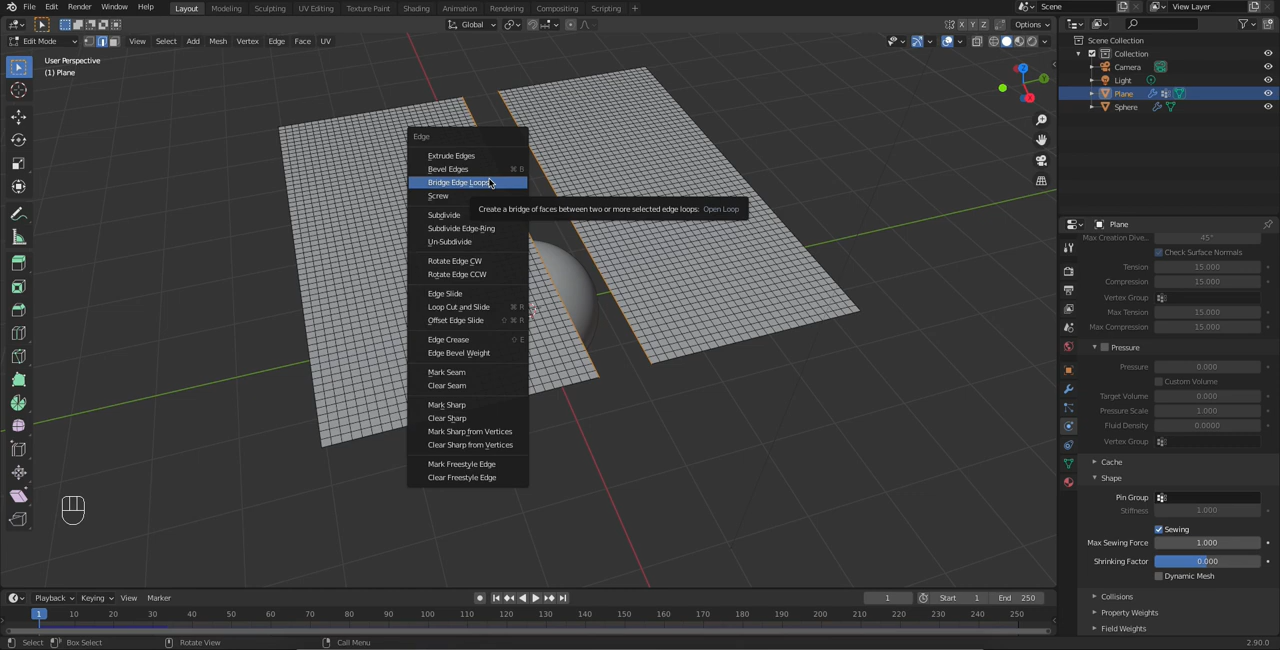 File Edit Render Window Help
Layout Modeling Sculpting UV Editing Texture Paint Shading Animation Rendering Compositing Scripting +
Scene
View Layer
Global
X Y Z Options
Edit Mode View Select Add Mesh Vertex Edge Face UV
User Perspective
(1) Plane
Edge
Extrude Edges
Bevel Edges ⌘ B
Bridge Edge Loops
Screw
Create a bridge of faces between two or more selected edge loops: Open Loop
Subdivide
Subdivide Edge-Ring
Un-Subdivide
Rotate Edge CW
Rotate Edge CCW
Edge Slide
Loop Cut and Slide ⌘ R
Offset Edge Slide ⇧ ⌘ R
Edge Crease ⇧ E
Edge Bevel Weight
Mark Seam
Clear Seam
Mark Sharp
Clear Sharp
Mark Sharp from Vertices
Clear Sharp from Vertices
Mark Freestyle Edge
Clear Freestyle Edge
Z
Y
X
Scene Collection
Collection
Camera
Light
Plane
Sphere
Plane
Max Creation Dive.. 45°
Check Surface Normals
Tension 15.000
Compression 15.000
Vertex Group
Max Tension 15.000
Max Compression 15.000
Pressure
Pressure 0.000
Custom Volume
Target Volume 0.000
Pressure Scale 1.000
Fluid Density 0.0000
Vertex Group
Cache
Shape
Pin Group
Stiffness 1.000
Sewing
Max Sewing Force 1.000
Shrinking Factor 0.000
Dynamic Mesh
Collisions
Property Weights
Field Weights
Playback Keying View Marker
1 Start 1 End 250
1 10 20 30 40 50 60 70 80 90 100 110 120 130 140 150 160 170 180 190 200 210 220 230 240 250
Select Box Select Rotate View Call Menu 2.90.0